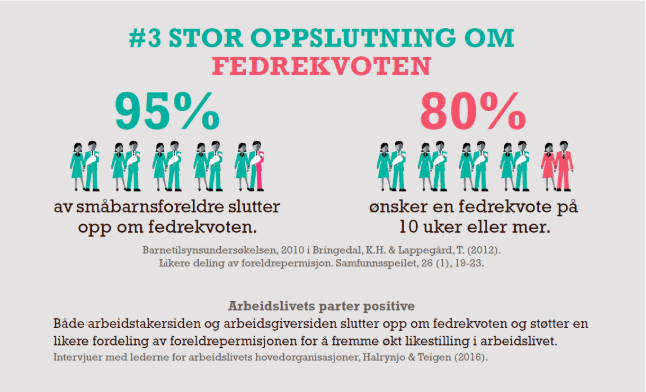 #3 STOR OPPSLUTNING OM
FEDREKVOTEN
95%
av småbarnsforeldre slutter
opp om fedrekvoten.
80%
ønsker en fedrekvote på
10 uker eller mer.
Barnetilsynsundersøkelsen, 2010 i Bringedal, K.H. & Lappegård, T. (2012).
Likere deling av foreldrepermisjon. Samfunnsspeilet, 26 (1), 19-23.
Arbeidslivets parter positive
Både arbeidstakersiden og arbeidsgiversiden slutter opp om fedrekvoten og støtter en
likere fordeling av foreldrepermisjonen for å fremme økt likestilling i arbeidslivet.
Intervjuer med lederne for arbeidslivets hovedorganisasjoner, Halrynjo & Teigen (2016).